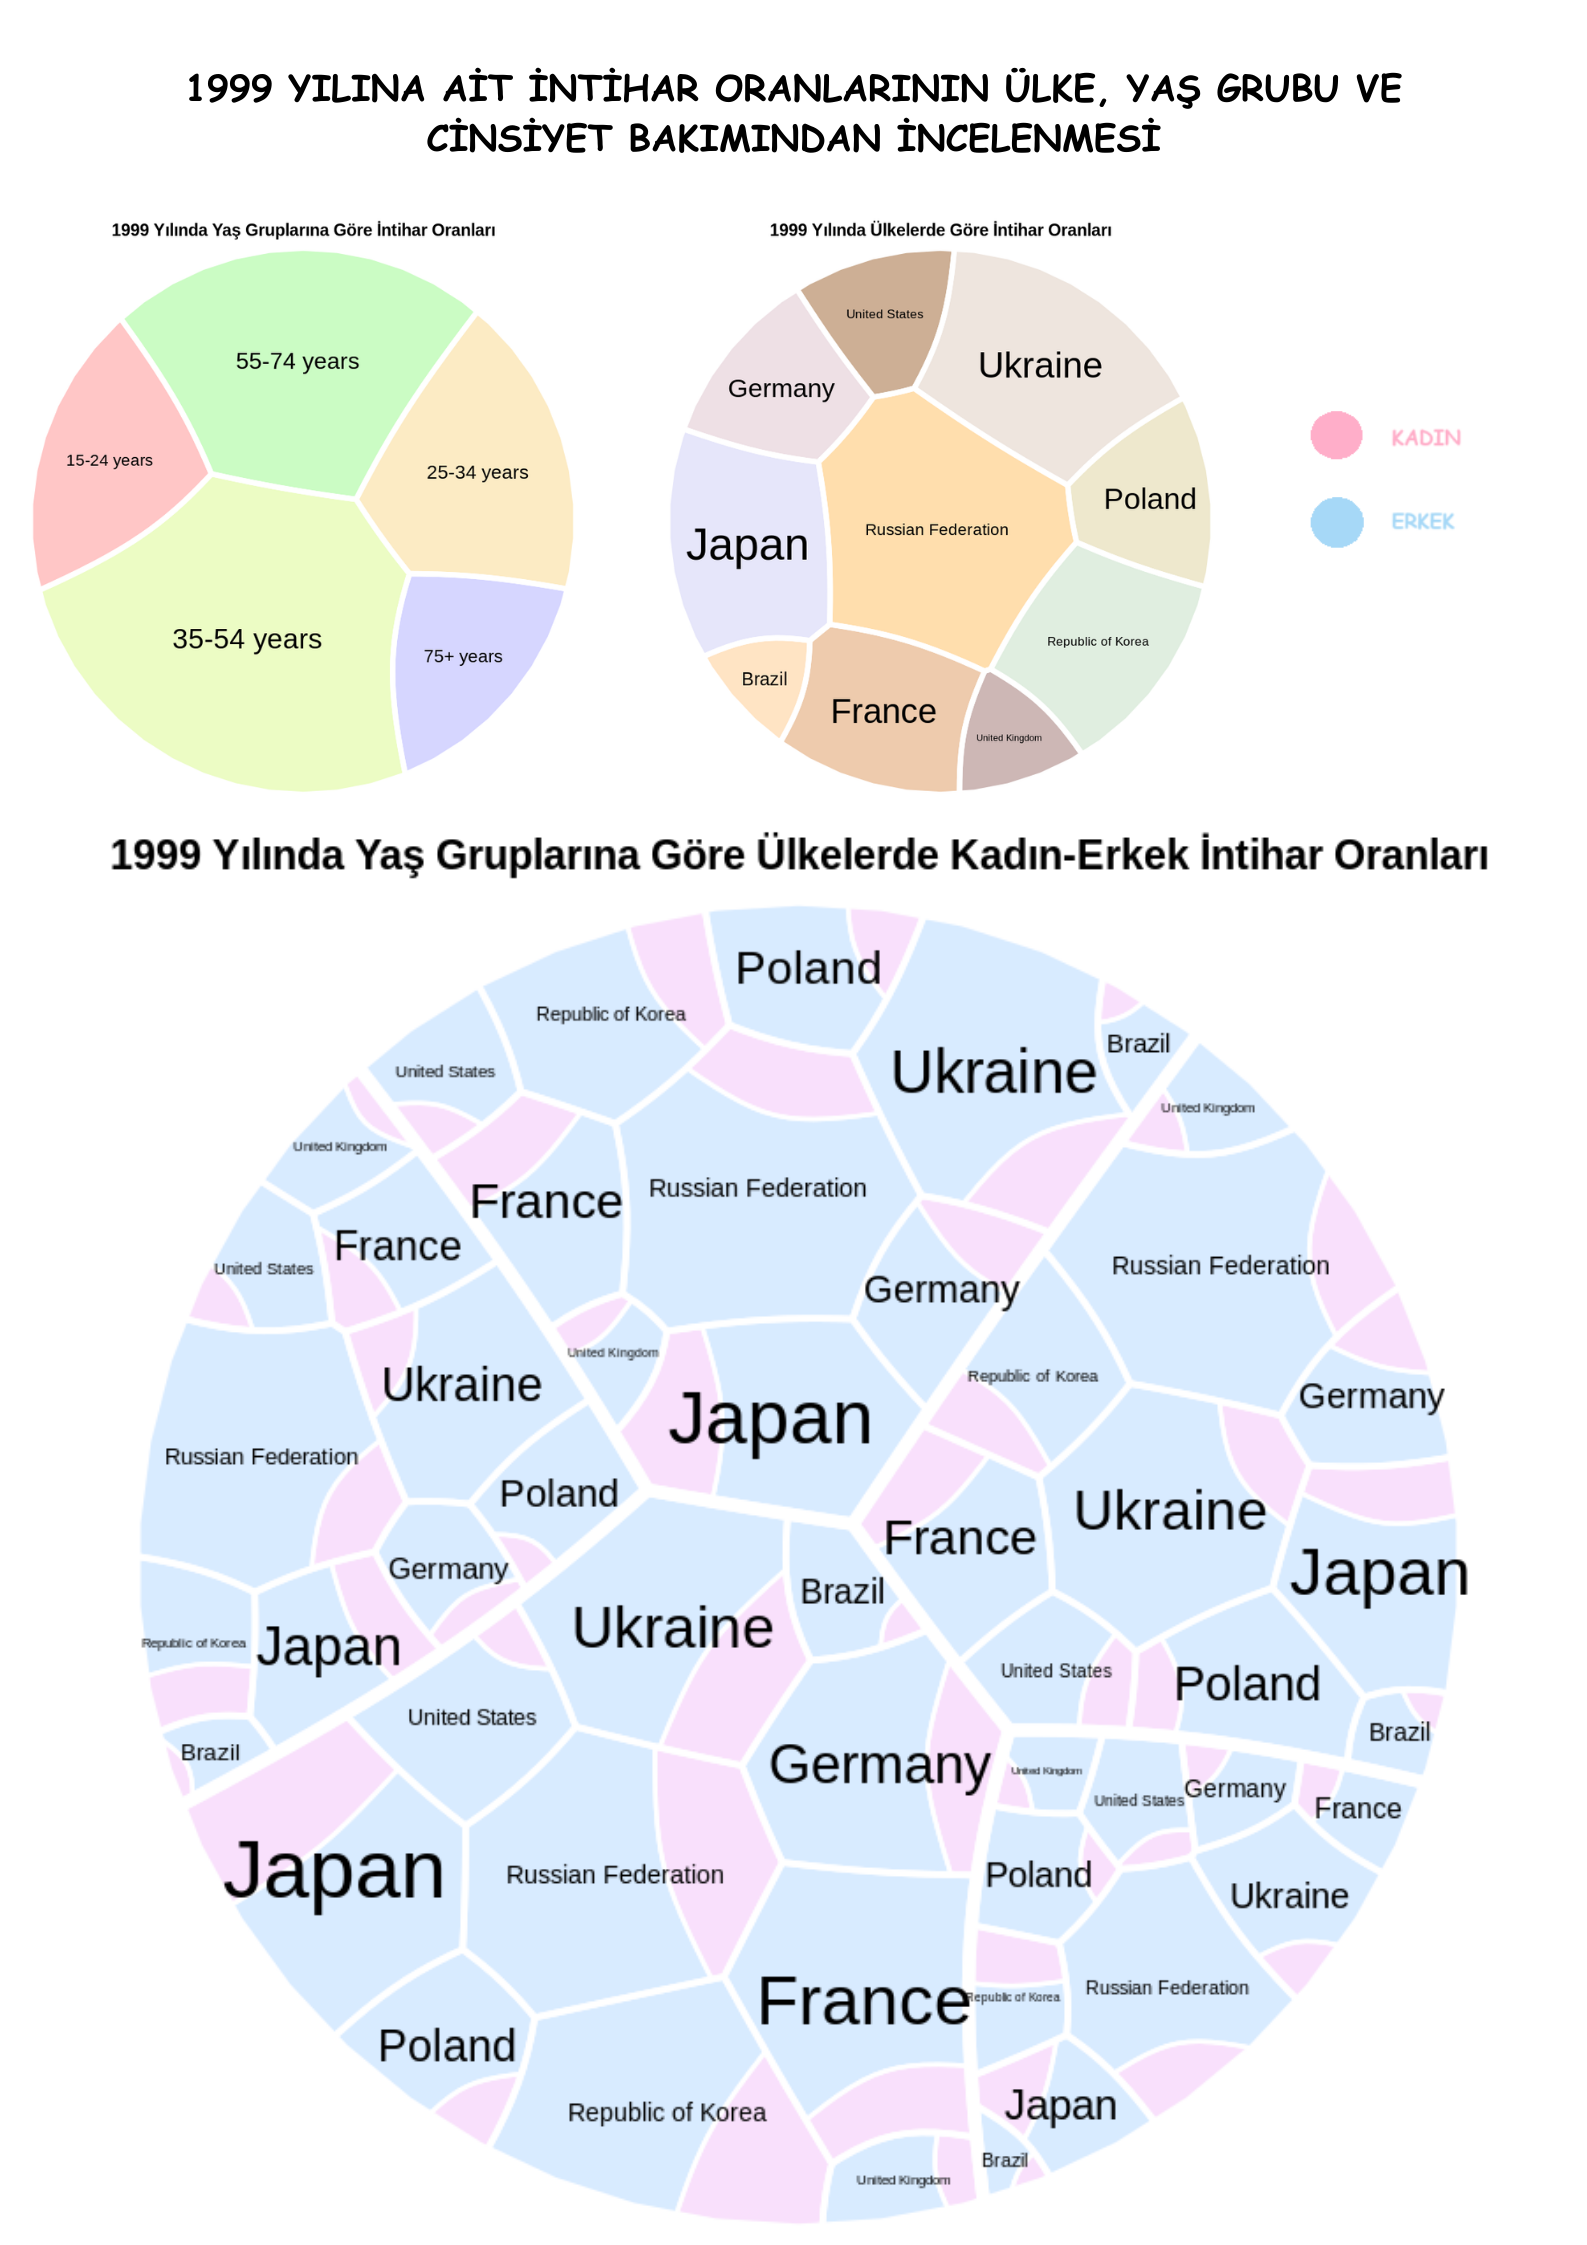 1999 YILINA AİT İNTİHAR ORANLARININ ÜLKE, YAŞ GRUBU VE
CİNSİYET BAKIMINDAN İNCELENMESİ
1999 Yılında Yaş Gruplarına Göre İntihar Oranları
55-74 years
15-24 years
25-34 years
35-54 years
75+ years
1999 Yılında Ülkelerde Göre İntihar Oranları
United States
Ukraine
Germany
Poland
Russian Federation
Japan
Republic of Korea
Brazil
France
United Kingdom
KADIN
ERKEK
1999 Yılında Yaş Gruplarına Göre Ülkelerde Kadın-Erkek İntihar Oranları
Poland
Republic of Korea
Ukraine
Brazil
United States
Russian Federation
France
Germany
United Kingdom
Japan
United Kingdom
France
United States
Ukraine
Russian Federation
Poland
Germany
Republic of Korea
Japan
Brazil
United Kingdom
Russian Federation
Republic of Korea
Germany
Ukraine
France
Japan
United States
Poland
Brazil
Ukraine
Brazil
United States
Germany
Japan
Russian Federation
France
Poland
Republic of Korea
United Kingdom
United Kingdom
United States
Germany
France
Poland
Ukraine
Republic of Korea
Russian Federation
Japan
Brazil